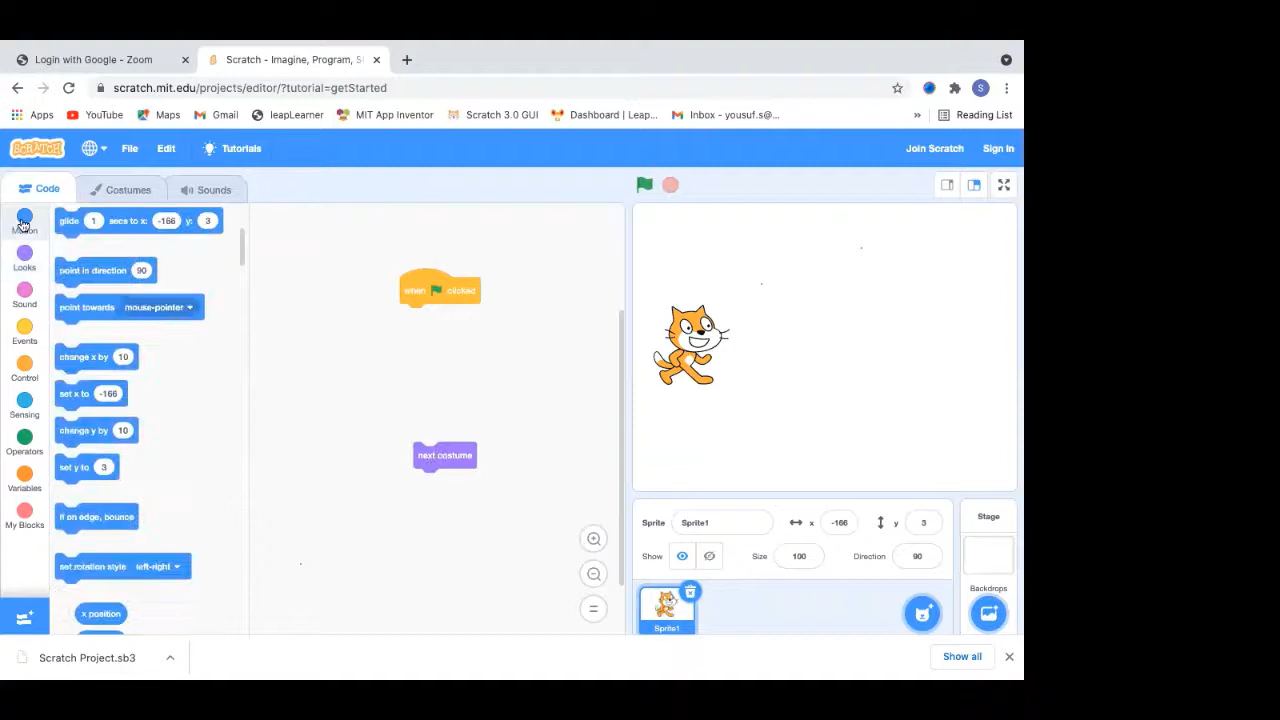 Login with Google - Zoom
Scratch - Imagine, Program, S
scratch.mit.edu/projects/editor/?tutorial=getStarted
S
Apps
YouTube
Maps
Gmail
leapLearner
MIT App Inventor
Scratch 3.0 GUI
Dashboard | Leap...
Inbox - yousuf.s@...
»
Reading List
SCRATCH
File
Edit
Tutorials
Join Scratch
Sign in
Code
Costumes
Sounds
Motion
Looks
Sound
Events
Control
Sensing
Operators
Variables
My Blocks
glide 1 secs to x: -166 y: 3
point in direction 90
point towards mouse-pointer
change x by 10
set x to -166
change y by 10
set y to 3
if on edge, bounce
set rotation style left-right
x position
when clicked
next costume
Sprite Sprite1 x -166 y 3
Show Size 100 Direction 90
Sprite1
Stage
Backdrops
Scratch Project.sb3
Show all